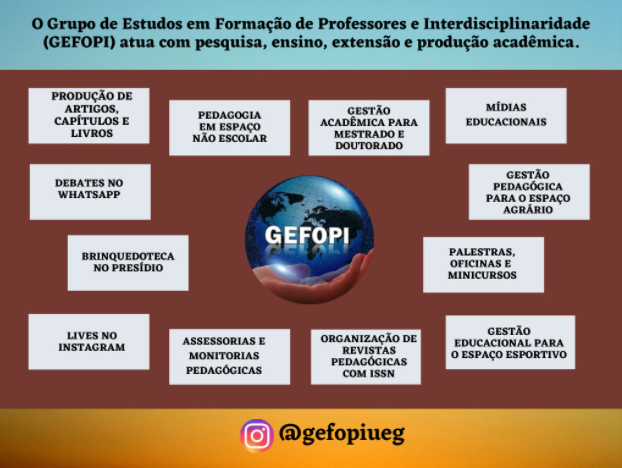 O Grupo de Estudos em Formação de Professores e Interdisciplinaridade
(GEFOPI) atua com pesquisa, ensino, extensão e produção acadêmica.
PRODUÇÃO DE
ARTIGOS,
CAPÍTULOS E
LIVROS
PEDAGOGIA
EM ESPAÇO
NÃO ESCOLAR
GESTÃO
ACADÊMICA PARA
MESTRADO E
DOUTORADO
MÍDIAS
EDUCACIONAIS
DEBATES NO
WHATSAPP
GESTÃO
PEDAGÓGICA
PARA O ESPAÇO
AGRÁRIO
GEFOPI
BRINQUEDOTECA
NO PRESÍDIO
PALESTRAS,
OFICINAS E
MINICURSOS
LIVES NO
INSTAGRAM
ASSESSORIAS E
MONITORIAS
PEDAGÓGICAS
ORGANIZAÇÃO DE
REVISTAS
PEDAGÓGICAS
COM ISSN
GESTÃO
EDUCACIONAL PARA
O ESPAÇO ESPORTIVO
@gefopiueg